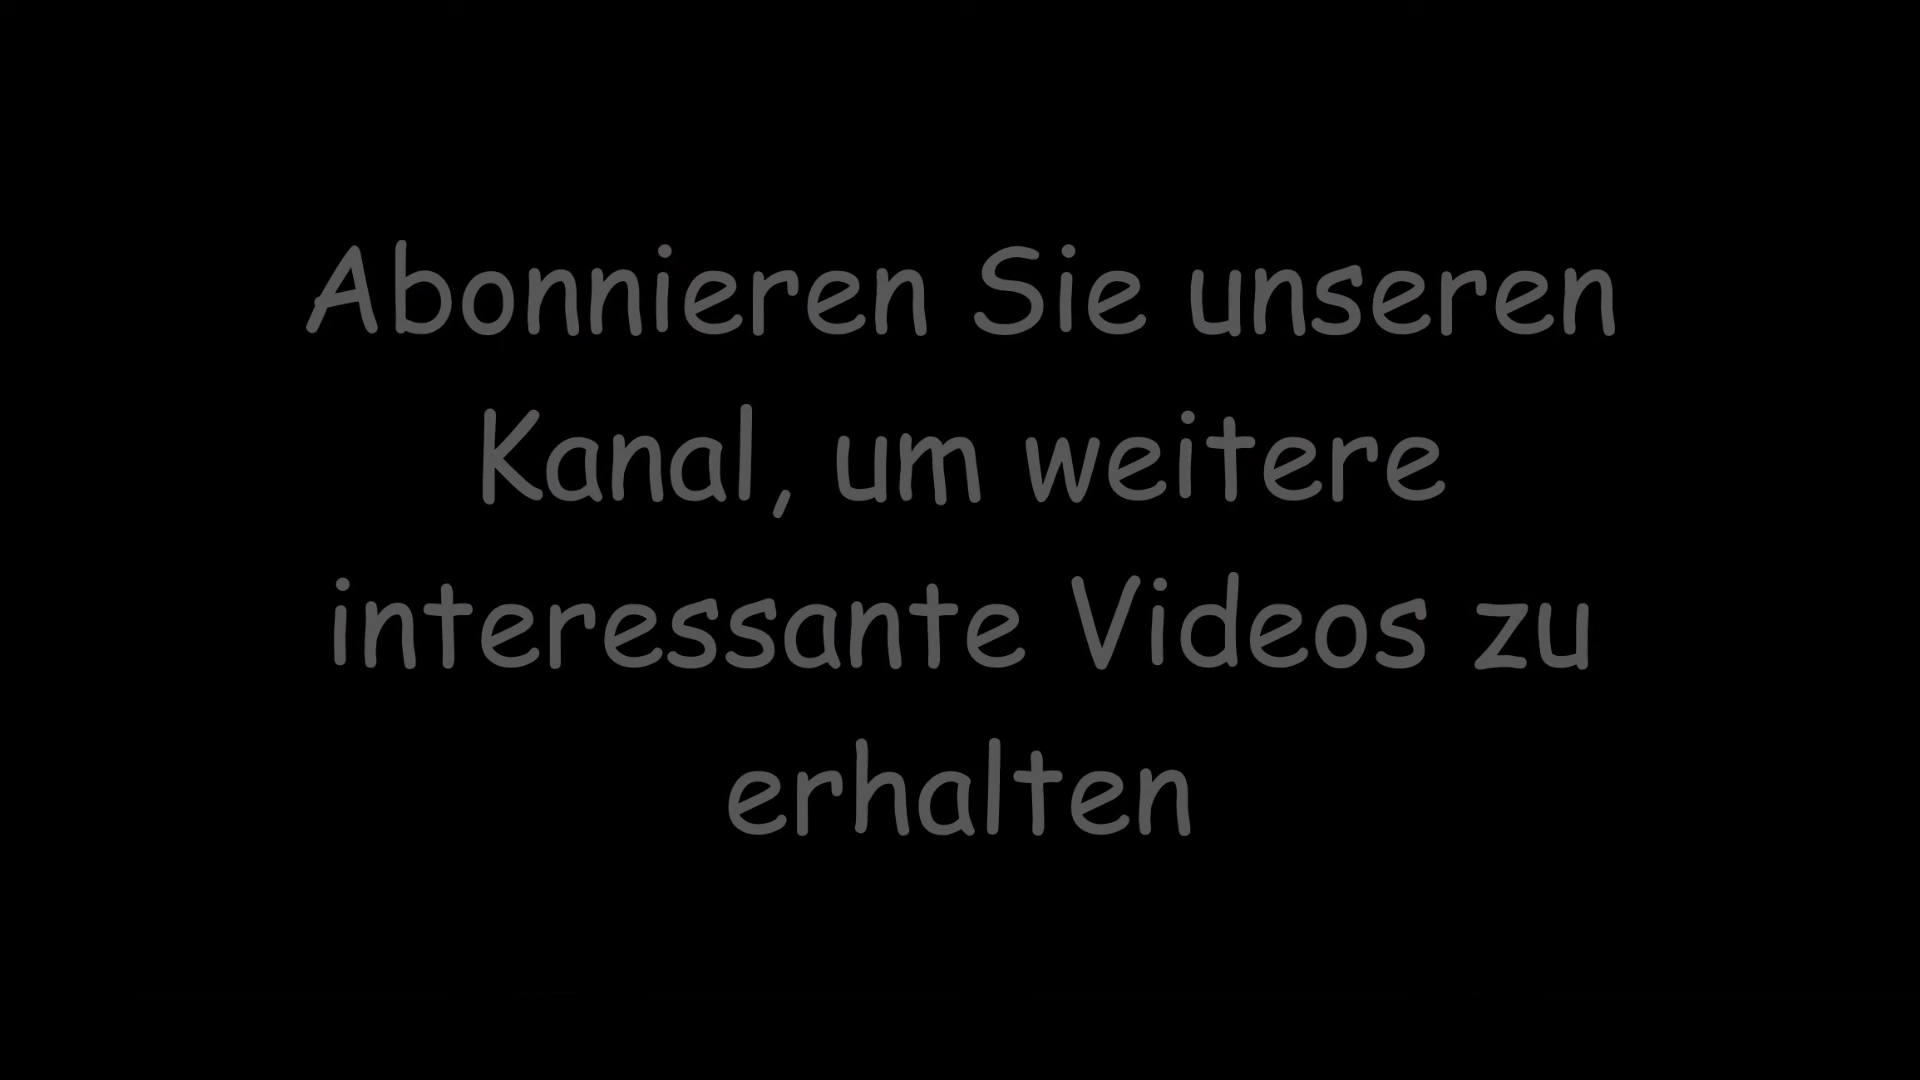 Abonnieren Sie unseren
Kanal, um weitere
interessante Videos zu
erhalten